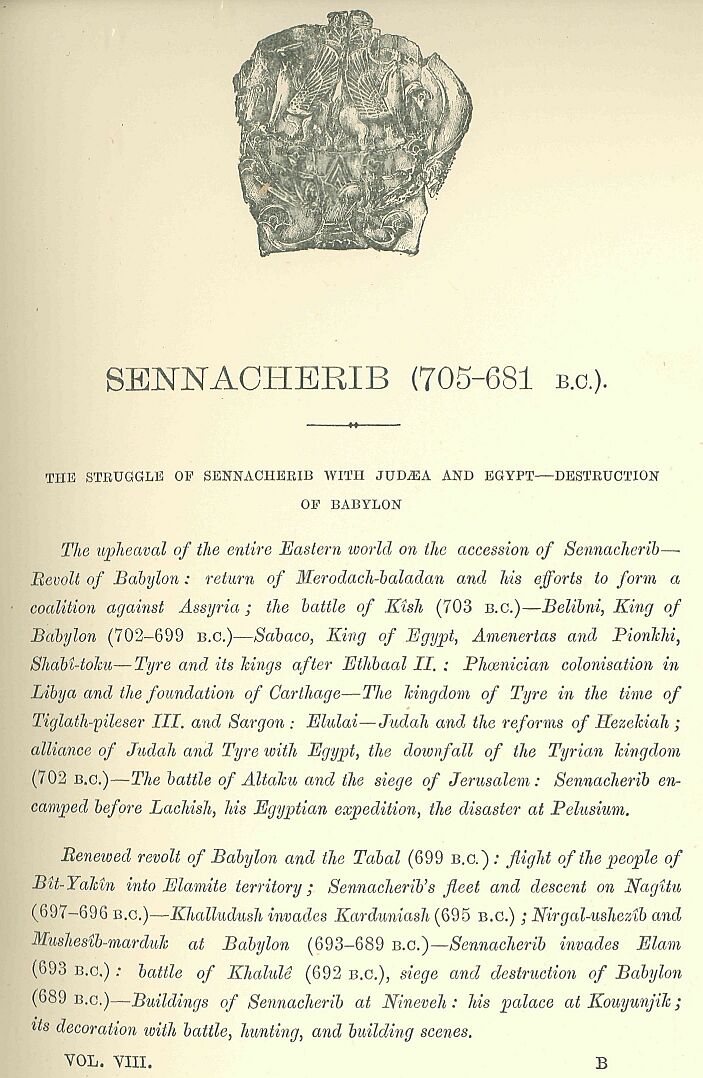 SENNACHERIB (705–681 B.C.).
THE STRUGGLE OF SENNACHERIB WITH JUDÆA AND EGYPT—DESTRUCTION
OF BABYLON
The upheaval of the entire Eastern world on the accession of Sennacherib—
Revolt of Babylon: return of Merodach-baladan and his efforts to form a
coalition against Assyria; the battle of Kîsh (703 B.C.)—Belibni, King of
Babylon (702–699 B.C.)—Sabaco, King of Egypt, Amenertas and Pionkhi,
Shabî-toku—Tyre and its kings after Ethbaal II.: Phœnician colonisation in
Libya and the foundation of Carthage—The kingdom of Tyre in the time of
Tiglath-pileser III. and Sargon: Elulai—Judah and the reforms of Hezekiah;
alliance of Judah and Tyre with Egypt, the downfall of the Tyrian kingdom
(702 B.C.)—The battle of Altaku and the siege of Jerusalem: Sennacherib en-
camped before Lachish, his Egyptian expedition, the disaster at Pelusium.
Renewed revolt of Babylon and the Tabal (699 B.C.): flight of the people of
Bît-Yakîn into Elamite territory; Sennacherib's fleet and descent on Nagîtu
(697–696 B.C.)—Khalludush invades Karduniash (695 B.C.); Nirgal-ushezîb and
Mushesîb-marduk at Babylon (693–689 B.C.)—Sennacherib invades Elam
(693 B.C.): battle of Khalulê (692 B.C.), siege and destruction of Babylon
(689 B.C.)—Buildings of Sennacherib at Nineveh: his palace at Kouyunjik;
its decoration with battle, hunting, and building scenes.
VOL. VIII. B